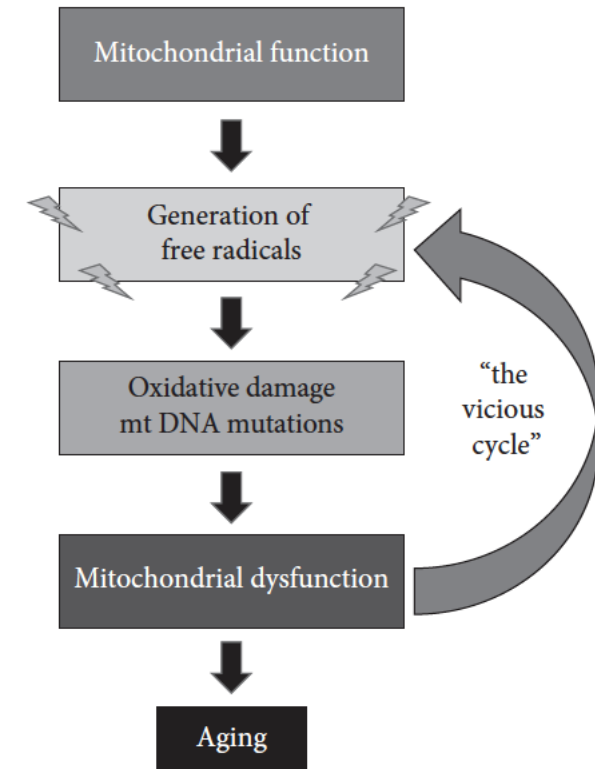 Mitochondrial function
Generation of
free radicals
Oxidative damage
mt DNA mutations
“the
vicious
cycle”
Mitochondrial dysfunction
Aging